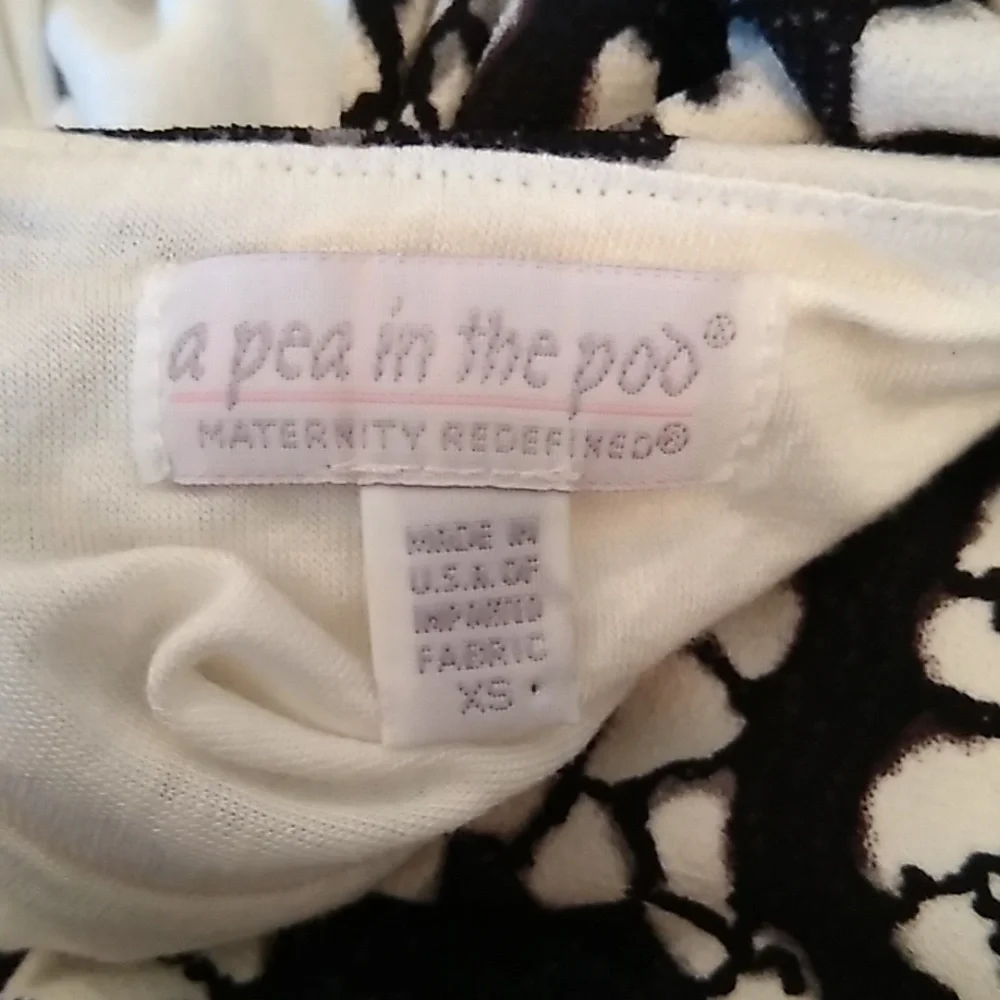 a pea in the pod®
MATERNITY REDEFINED®
MADE IN
U.S.A. OF
IMPORTED
FABRIC
XS